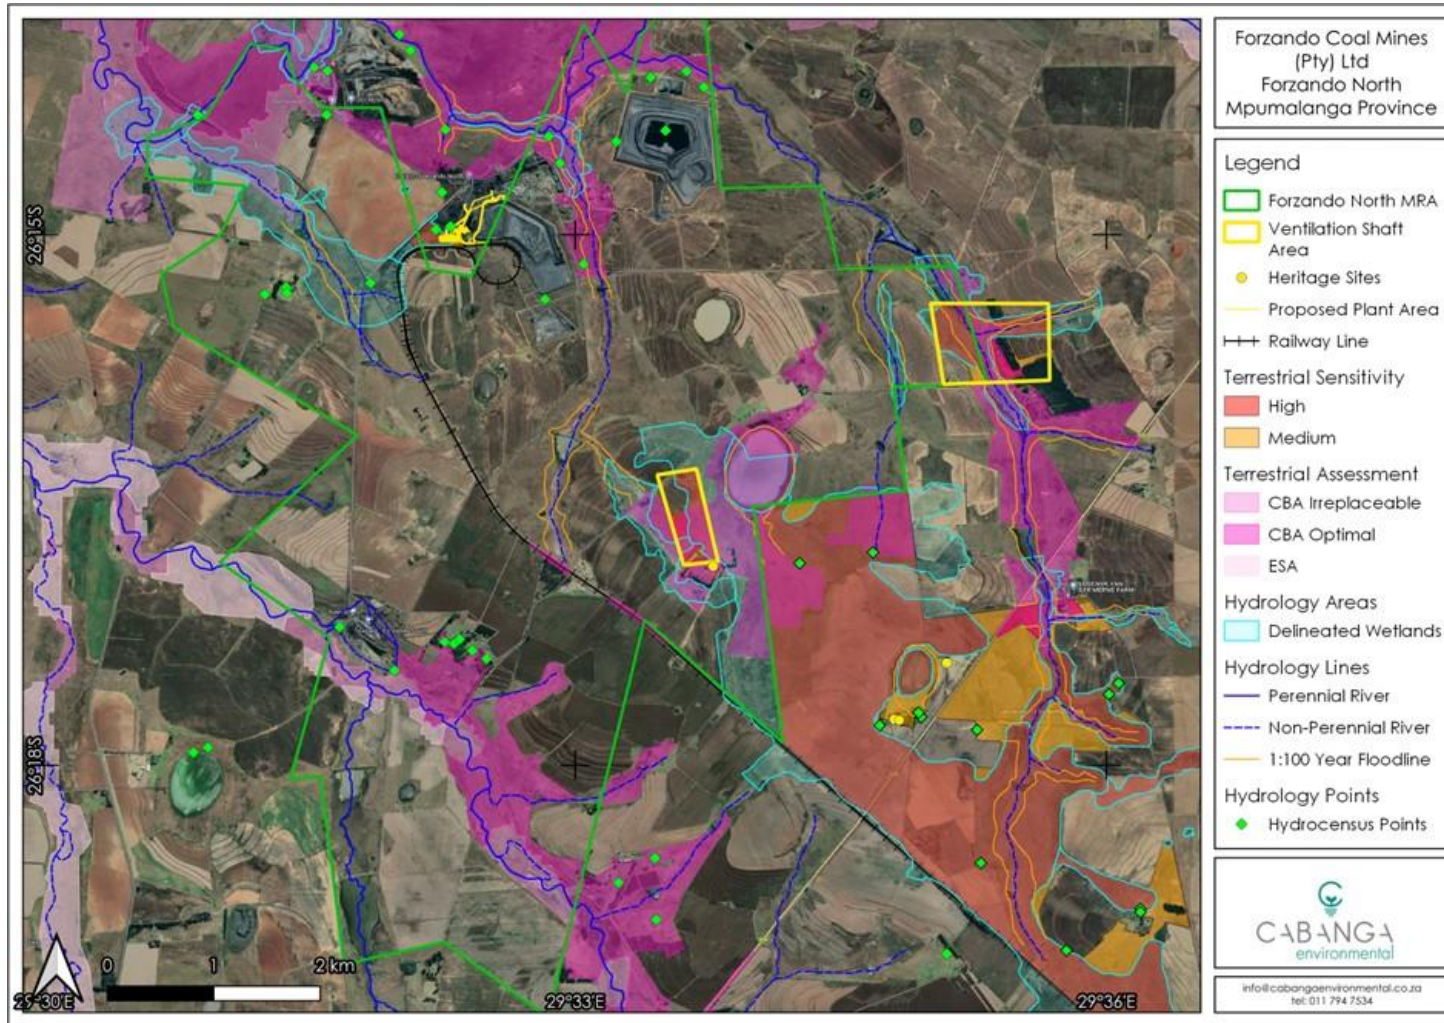 Forzando Coal Mines
(Pty) Ltd
Forzando North
Mpumalanga Province
Legend
Forzando North MRA
Ventilation Shaft
Area
Heritage Sites
Proposed Plant Area
Railway Line
Terrestrial Sensitivity
High
Medium
Terrestrial Assessment
CBA Irreplaceable
CBA Optimal
ESA
Hydrology Areas
Delineated Wetlands
Hydrology Lines
Perennial River
Non-Perennial River
1:100 Year Floodline
Hydrology Points
Hydrocensus Points
CABANGA
environmental
info@cabangaenvironmental.co.za
tel: 011 794 7534
26°15'S
26°18'S
0 1 2 km
29°30'E
29°33'E
29°36'E